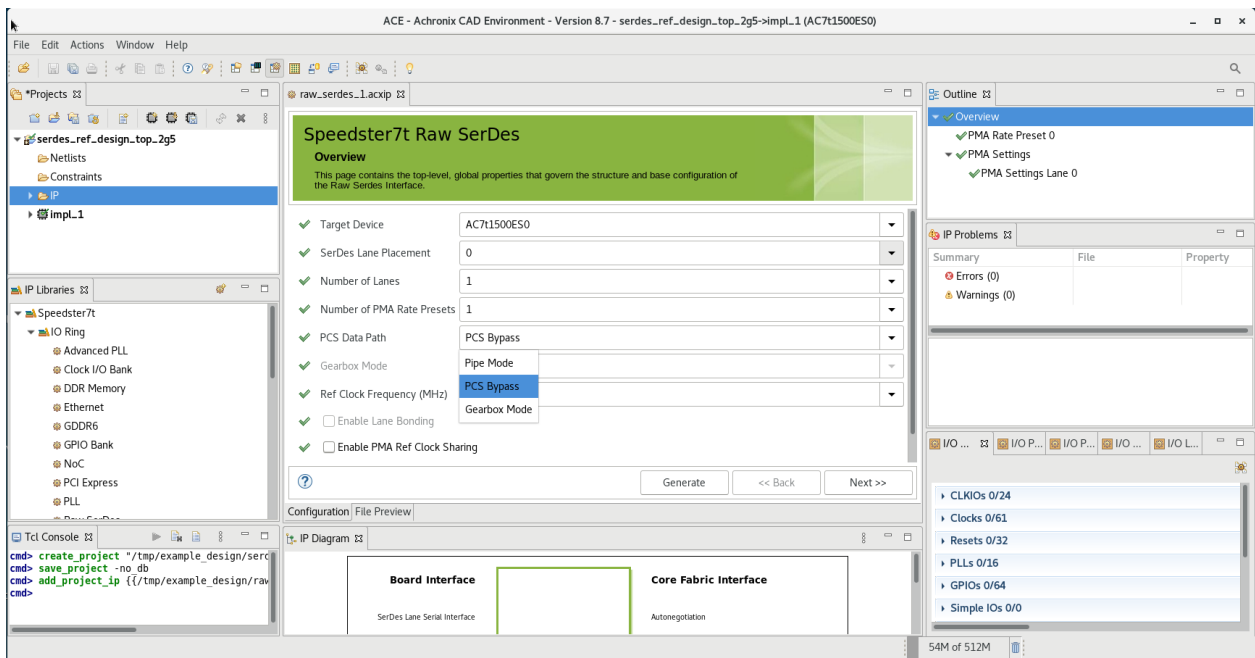 ACE - Achronix CAD Environment - Version 8.7 - serdes_ref_design_top_2g5->impl_1 (AC7t1500ES0)
File Edit Actions Window Help
*Projects
serdes_ref_design_top_2g5
Netlists
Constraints
IP
impl_1
IP Libraries
Speedster7t
IO Ring
Advanced PLL
Clock I/O Bank
DDR Memory
Ethernet
GDDR6
GPIO Bank
NoC
PCI Express
PLL
Tcl Console
cmd> create_project "/tmp/example_design/serd
cmd> save_project -no_db
cmd> add_project_ip {{/tmp/example_design/raw
cmd>
raw_serdes_1.acxip
Speedster7t Raw SerDes
Overview
This page contains the top-level, global properties that govern the structure and base configuration of
the Raw Serdes Interface.
Target Device AC7t1500ES0
SerDes Lane Placement 0
Number of Lanes 1
Number of PMA Rate Presets 1
PCS Data Path PCS Bypass
Gearbox Mode
Ref Clock Frequency (MHz)
Pipe Mode
PCS Bypass
Gearbox Mode
Enable Lane Bonding
Enable PMA Ref Clock Sharing
Generate << Back Next >>
Configuration File Preview
IP Diagram
Board Interface Core Fabric Interface
SerDes Lane Serial Interface Autonegotiation
Outline
Overview
PMA Rate Preset 0
PMA Settings
PMA Settings Lane 0
IP Problems
Summary File Property
Errors (0)
Warnings (0)
I/O ... I/O P... I/O P... I/O ... I/O L...
CLKIOs 0/24
Clocks 0/61
Resets 0/32
PLLs 0/16
GPIOs 0/64
Simple IOs 0/0
54M of 512M